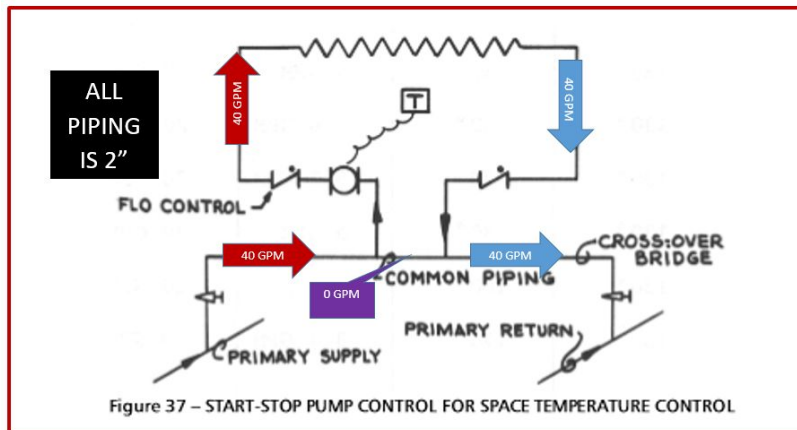 ALL
PIPING
IS 2”
40 GPM
40 GPM
T
FLO CONTROL
40 GPM
40 GPM
CROSS-OVER
BRIDGE
COMMON PIPING
0 GPM
PRIMARY RETURN
PRIMARY SUPPLY
Figure 37 – START-STOP PUMP CONTROL FOR SPACE TEMPERATURE CONTROL